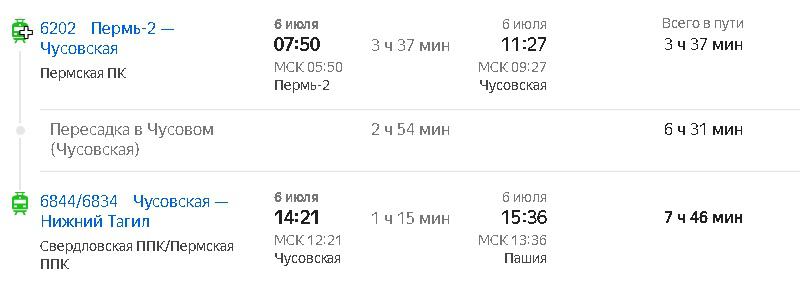 6202 Пермь-2 — Чусовская
Пермская ПК
6 июля
07:50
МСК 05:50
Пермь-2
3 ч 37 мин
6 июля
11:27
МСК 09:27
Чусовская
Всего в пути
3 ч 37 мин
Пересадка в Чусовом
(Чусовская)
2 ч 54 мин
6 ч 31 мин
6844/6834 Чусовская —
Нижний Тагил
Свердловская ППК/Пермская
ППК
6 июля
14:21
МСК 12:21
Чусовская
1 ч 15 мин
6 июля
15:36
МСК 13:36
Пашия
7 ч 46 мин